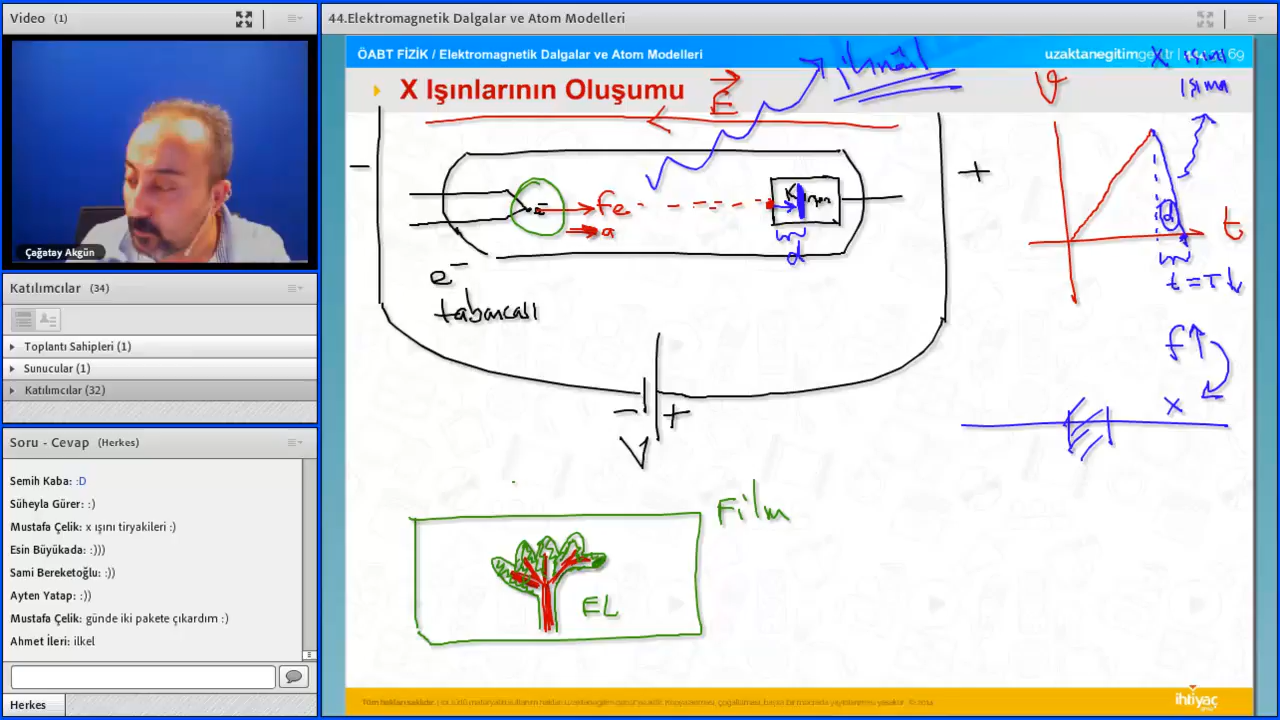 Video (1)
Çağatay Akgün
Katılımcılar (34)
Toplantı Sahipleri (1)
Sunucular (1)
Katılımcılar (32)
Soru - Cevap (Herkes)
Semih Kaba: :D
Süheyla Gürer: :)
Mustafa Çelik: x ışını tiryakileri :)
Esin Büyükada: :)))
Sami Bereketoğlu: :))
Ayten Yatap: :))
Mustafa Çelik: günde iki pakete çıkardım :)
Ahmet İleri: ilkel
Herkes
44.Elektromagnetik Dalgalar ve Atom Modelleri
ÖABT FİZİK / Elektromagnetik Dalgalar ve Atom Modelleri
X Işınlarının Oluşumu
E
X ışını
ışıma
ϑ
t
-
+
e-
Fe
a
d
d
e-
tabancası
t=T↓
f↑
x
- +
V
Film
EL
ihtiyaç